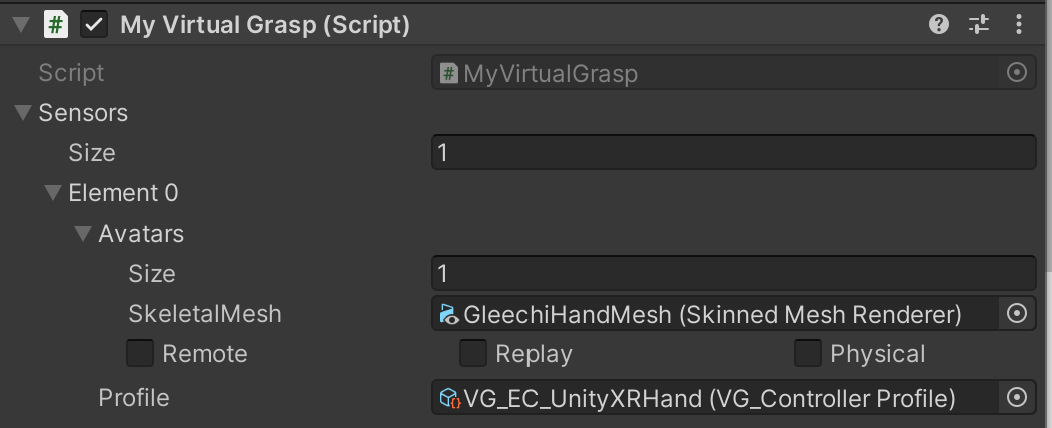 My Virtual Grasp (Script)
Script # MyVirtualGrasp
Sensors
Size 1
Element 0
Avatars
Size 1
SkeletalMesh GleechiHandMesh (Skinned Mesh Renderer)
Remote Replay Physical
Profile VG_EC_UnityXRHand (VG_Controller Profile)